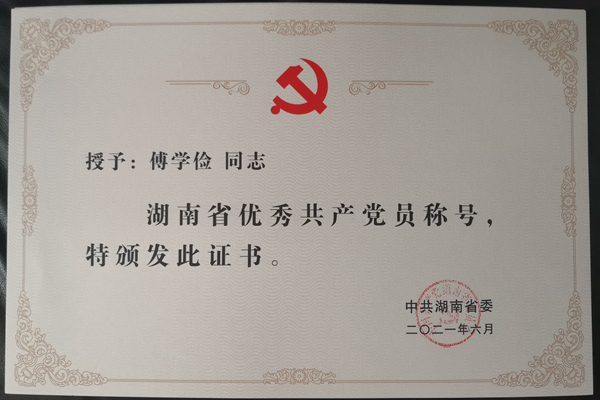 授予：傅学俭 同志
湖南省优秀共产党员称号，
特颁发此证书。
中共湖南省委
二〇二一年六月